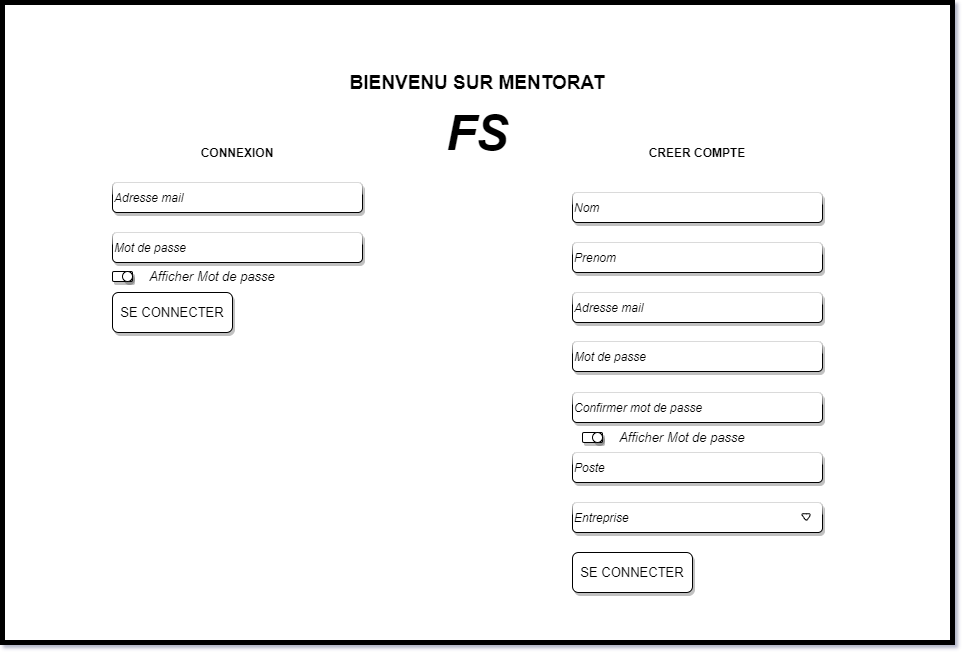 BIENVENU SUR MENTORAT
FS
CONNEXION
Adresse mail
Mot de passe
Afficher Mot de passe
SE CONNECTER
CREER COMPTE
Nom
Prenom
Adresse mail
Mot de passe
Confirmer mot de passe
Afficher Mot de passe
Poste
Entreprise
SE CONNECTER